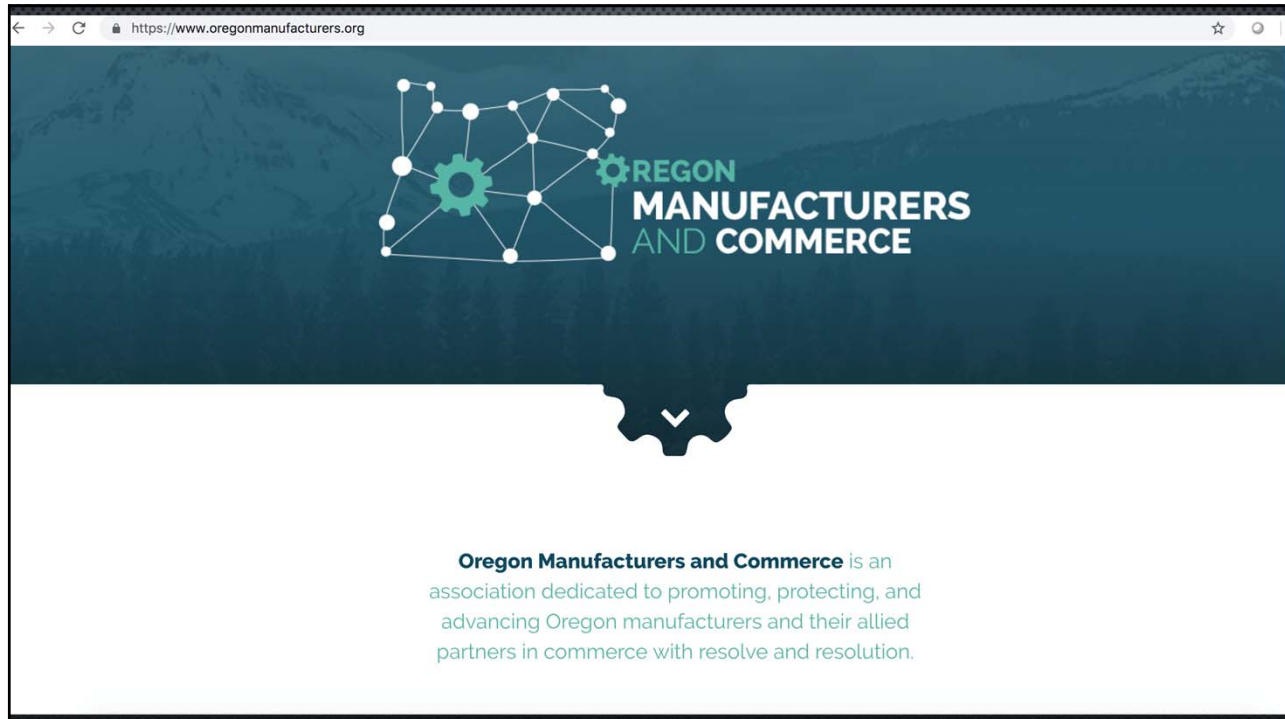 https://www.oregonmanufacturers.org
OREGON
MANUFACTURERS
AND COMMERCE
Oregon Manufacturers and Commerce is an
association dedicated to promoting, protecting, and
advancing Oregon manufacturers and their allied
partners in commerce with resolve and resolution.